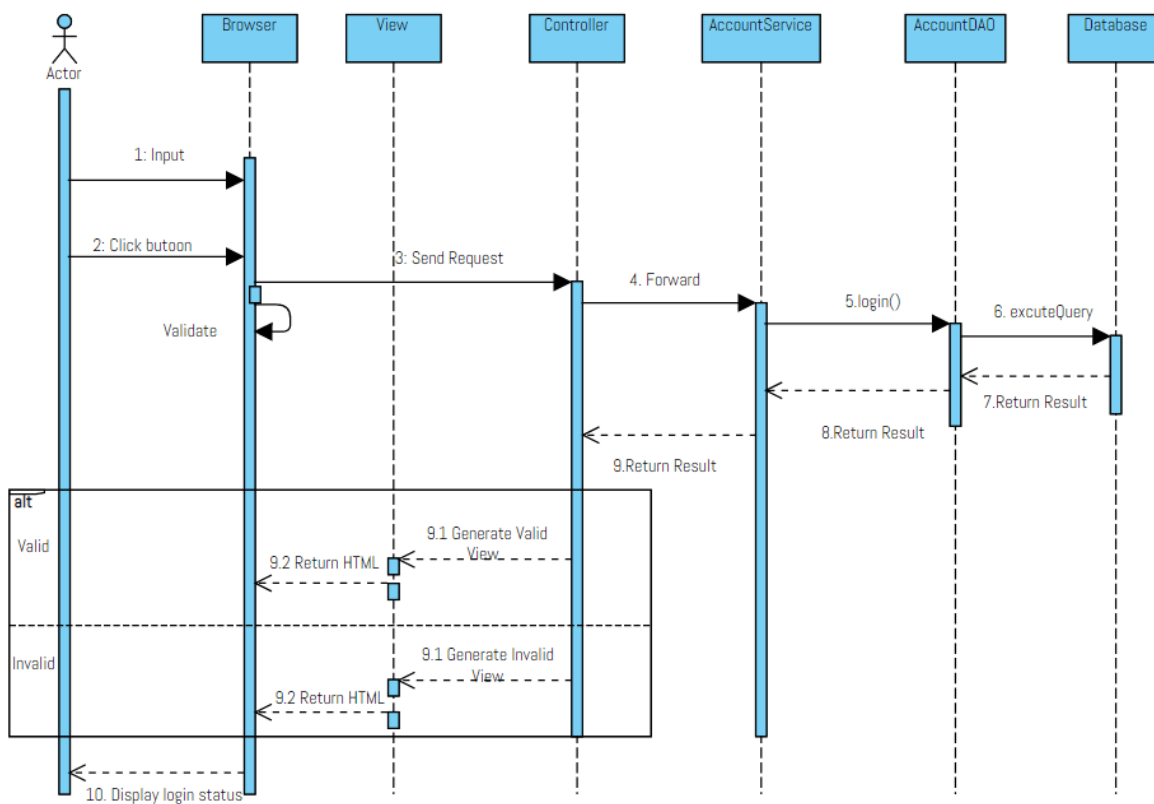 Browser
View
Controller
AccountService
AccountDAO
Database
Actor
1: Input
2: Click butoon
3: Send Request
4. Forward
5.login()
6. excuteQuery
Validate
7.Return Result
8.Return Result
9.Return Result
alt
Valid
9.1 Generate Valid
View
9.2 Return HTML
Invalid
9.1 Generate Invalid
View
9.2 Return HTML
10. Display login status